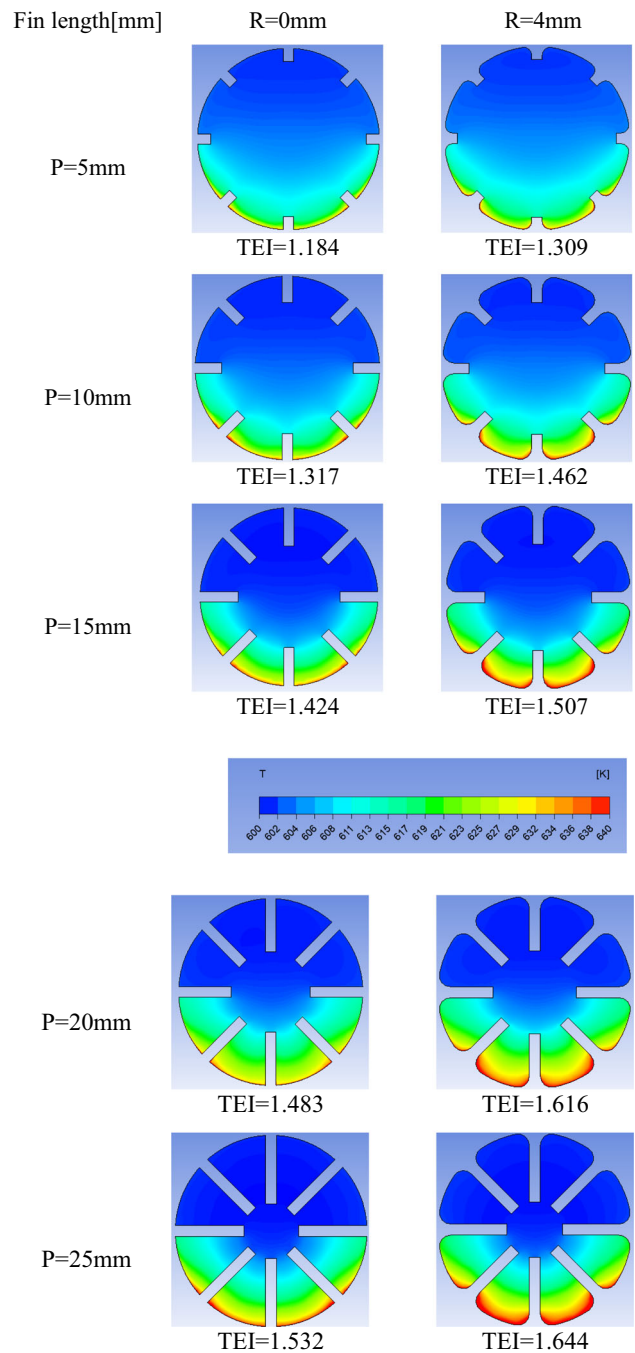 Fin length[mm] R=0mm R=4mm
P=5mm
TEI=1.184 TEI=1.309
P=10mm
TEI=1.317 TEI=1.462
P=15mm
TEI=1.424 TEI=1.507
T [K]
600 602 604 606 608 611 613 615 617 619 621 623 625 627 629 632 634 636 638 640
P=20mm
TEI=1.483 TEI=1.616
P=25mm
TEI=1.532 TEI=1.644